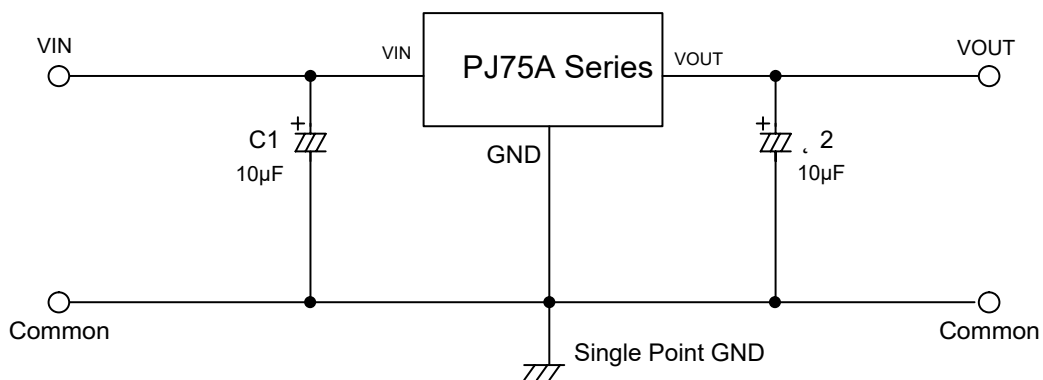 VIN
VIN
PJ75A Series
VOUT
VOUT
+
C1
10µF
GND
+
2
10µF
Common
Common
Single Point GND